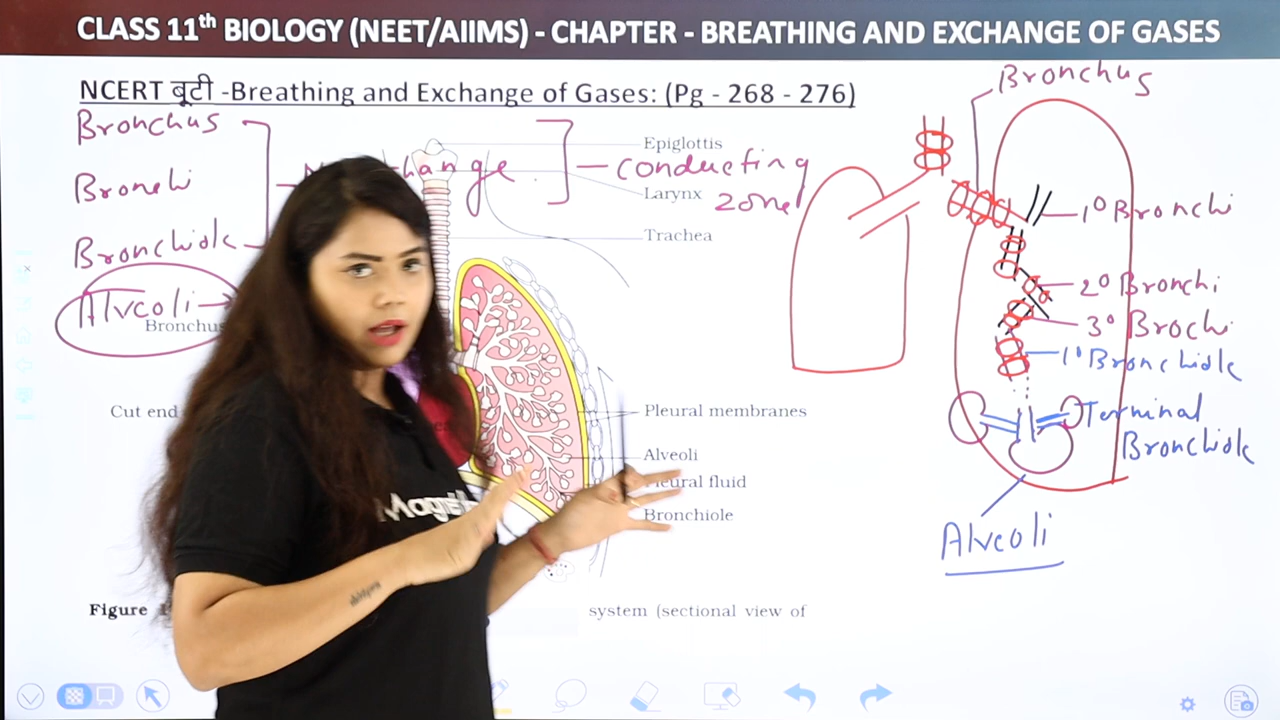 CLASS 11th BIOLOGY (NEET/AIIMS) - CHAPTER - BREATHING AND EXCHANGE OF GASES
NCERT बूटी -Breathing and Exchange of Gases: (Pg - 268 - 276)
Bronchus
Bronchi
Bronchiole
Alveoli
Bronchus
conducting
zone
Epiglottis
Larynx
Trachea
Cut end
Pleural membranes
Alveoli
Pleural fluid
Bronchiole
system (sectional view of
Figure
Bronchus
1° Bronchi
2° Bronchi
3° Brochi
1° Bronchiole
Terminal
Bronchiole
Alveoli